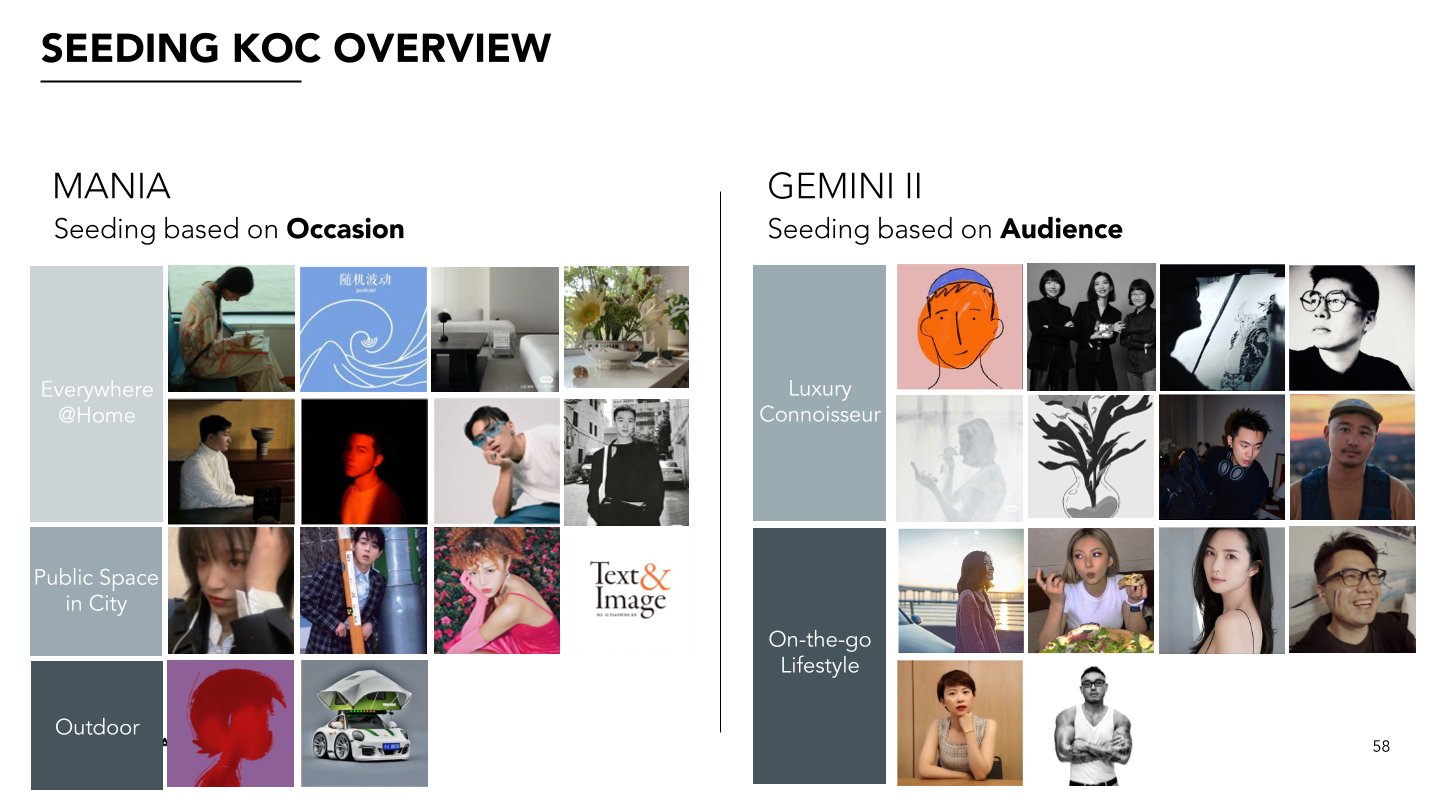 SEEDING KOC OVERVIEW
MANIA
Seeding based on Occasion
Everywhere
@Home
随机波动
Public Space
in City
Text&
Image
Outdoor
GEMINI II
Seeding based on Audience
Luxury
Connoisseur
On-the-go
Lifestyle
58